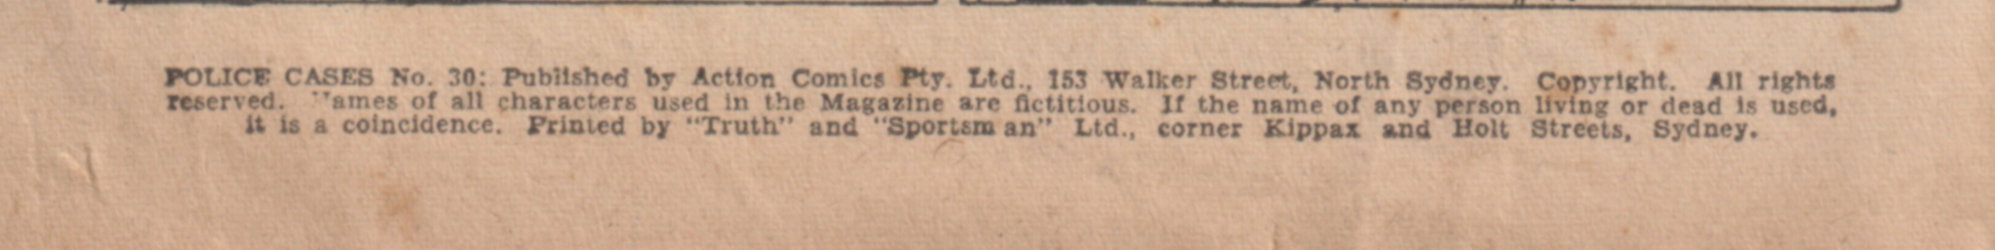 POLICE CASES No. 30: Published by Action Comics Pty. Ltd., 153 Walker Street, North Sydney. Copyright. All rights
reserved. Names of all characters used in the Magazine are fictitious. If the name of any person living or dead is used,
it is a coincidence. Printed by "Truth" and "Sportsman" Ltd., corner Kippax and Holt Streets, Sydney.